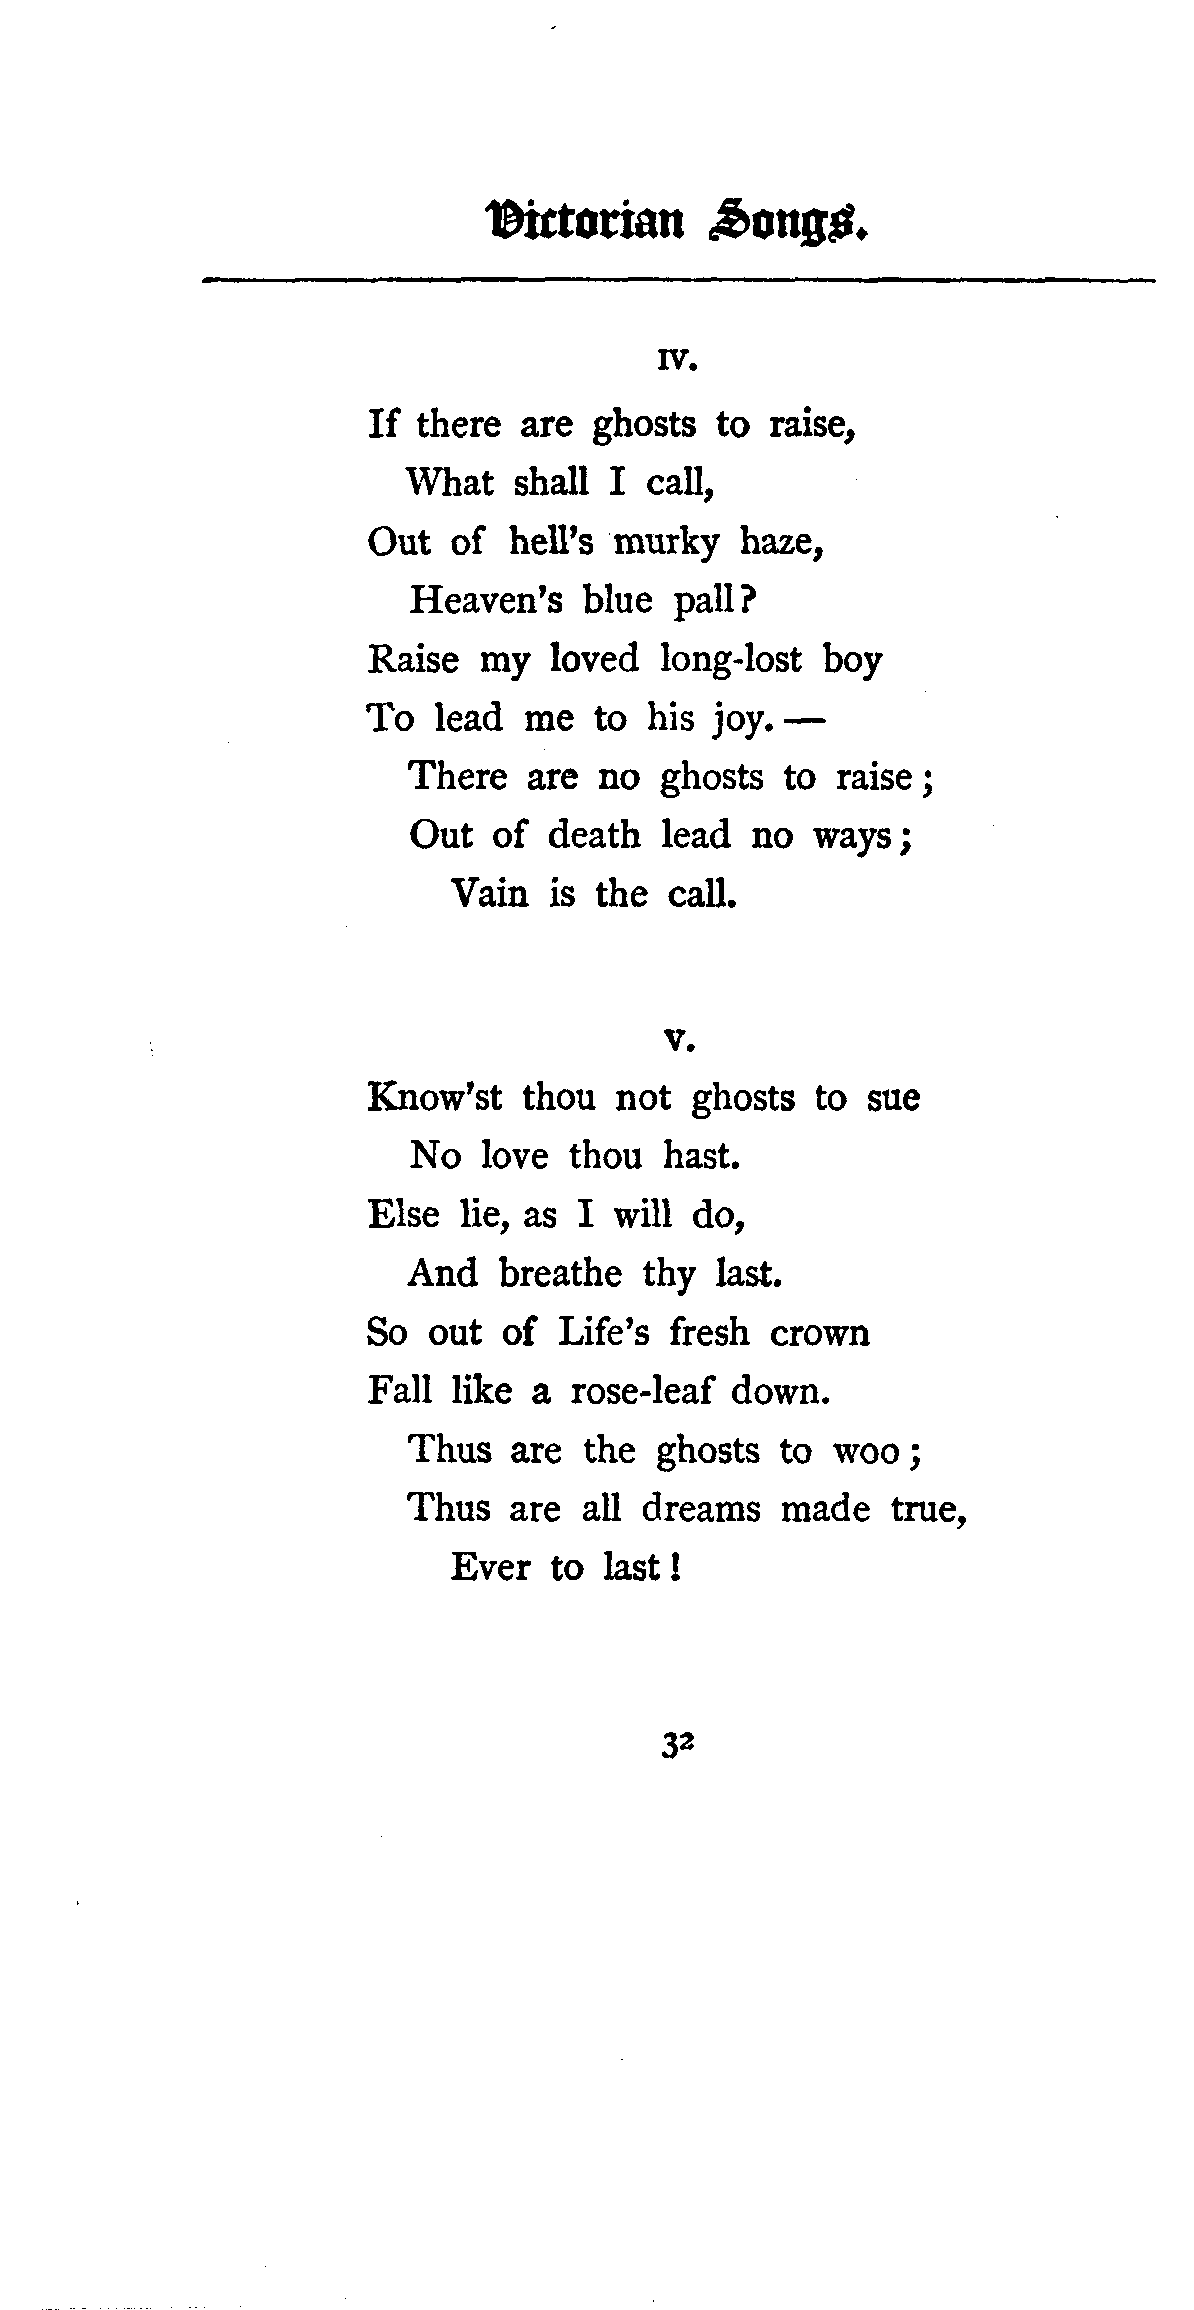 Victorian Songs.
IV.
If there are ghosts to raise,
What shall I call,
Out of hell's murky haze,
Heaven's blue pall?
Raise my loved long-lost boy
To lead me to his joy. —
There are no ghosts to raise;
Out of death lead no ways;
Vain is the call.
V.
Know'st thou not ghosts to sue
No love thou hast.
Else lie, as I will do,
And breathe thy last.
So out of Life's fresh crown
Fall like a rose-leaf down.
Thus are the ghosts to woo;
Thus are all dreams made true,
Ever to last!
32